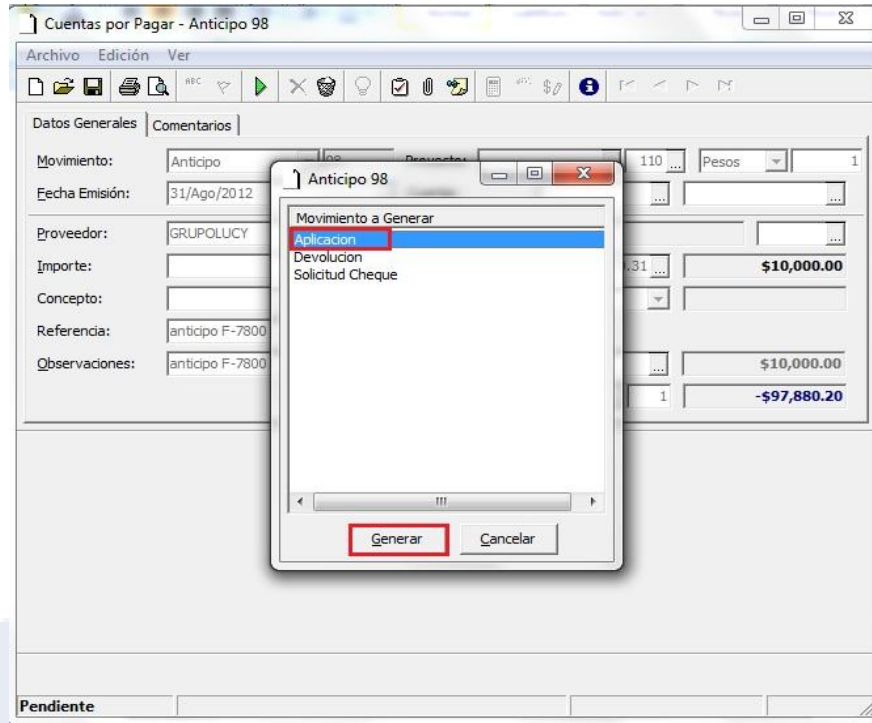 Cuentas por Pagar - Anticipo 98
Archivo Edición Ver
ABC
Datos Generales Comentarios
Movimiento: Anticipo 98 110 ... Pesos 1
Fecha Emisión: 31/Ago/2012 ... ...
Anticipo 98
Movimiento a Generar
Aplicacion
Devolucion
Solicitud Cheque
Generar Cancelar
Proveedor: GRUPOLUCY ...
Importe: .31 ... $10,000.00
Concepto:
Referencia: anticipo F-7800
Observaciones: anticipo F-7800 ... $10,000.00
1 -$97,880.20
Pendiente